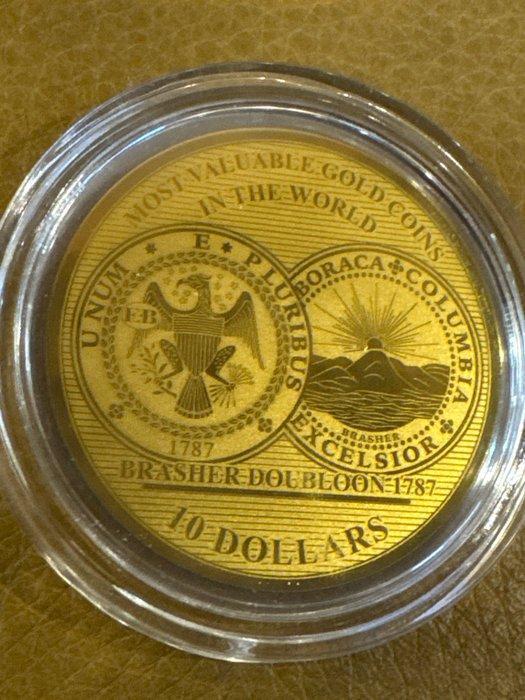 MOST VALUABLE GOLD COINS
IN THE WORLD
UNUM * E * PLURIBUS
EB
1787
BORACA COLUMBIA
BRASHER
EXCELSIOR
BRASHER DOUBLOON 1787
10 DOLLARS